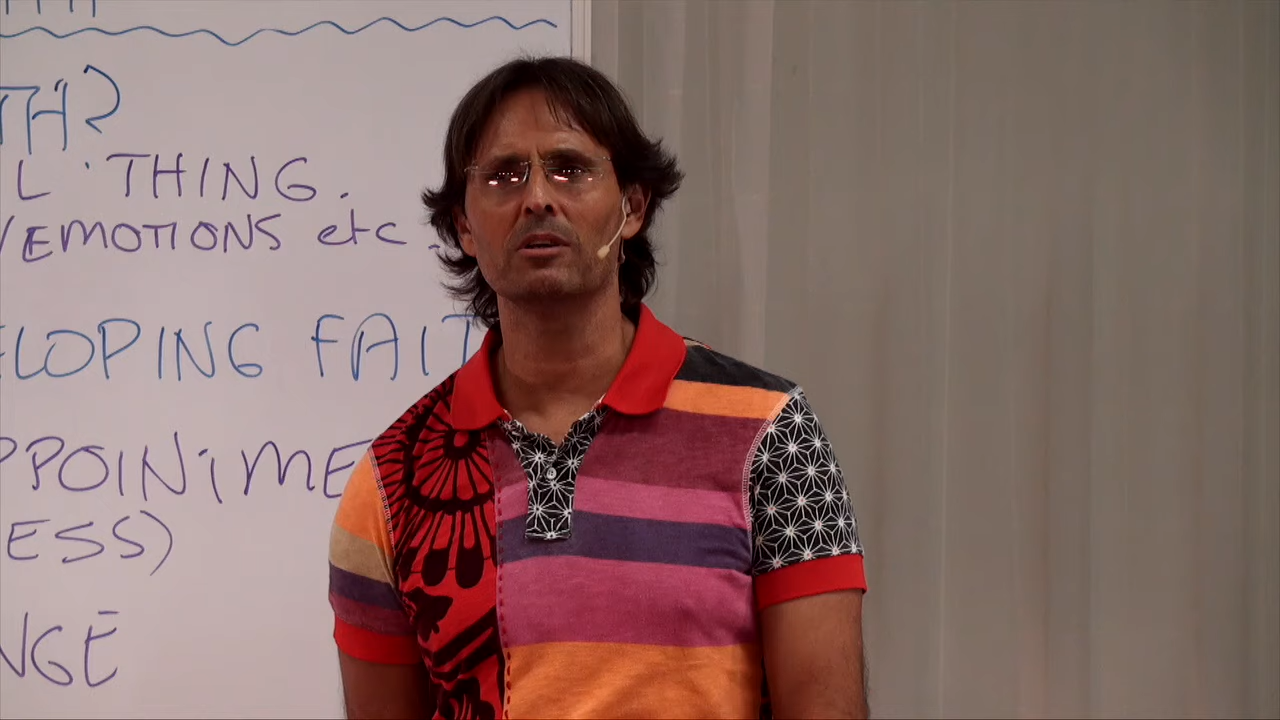 TH?
L THING.
/EMOTIONS etc.
ELOPING FAIT
PPOINTME
ESS)
NGE